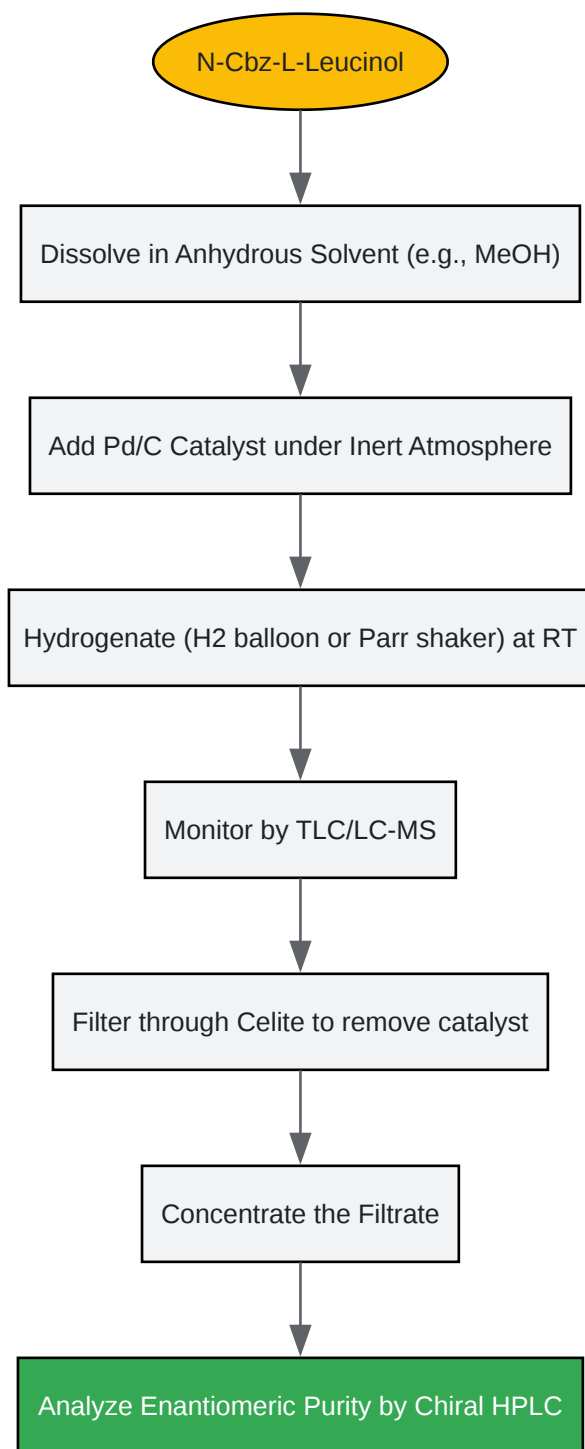 N-Cbz-L-Leucinol
Dissolve in Anhydrous Solvent (e.g., MeOH)
Add Pd/C Catalyst under Inert Atmosphere
Hydrogenate (H2 balloon or Parr shaker) at RT
Monitor by TLC/LC-MS
Filter through Celite to remove catalyst
Concentrate the Filtrate
Analyze Enantiomeric Purity by Chiral HPLC